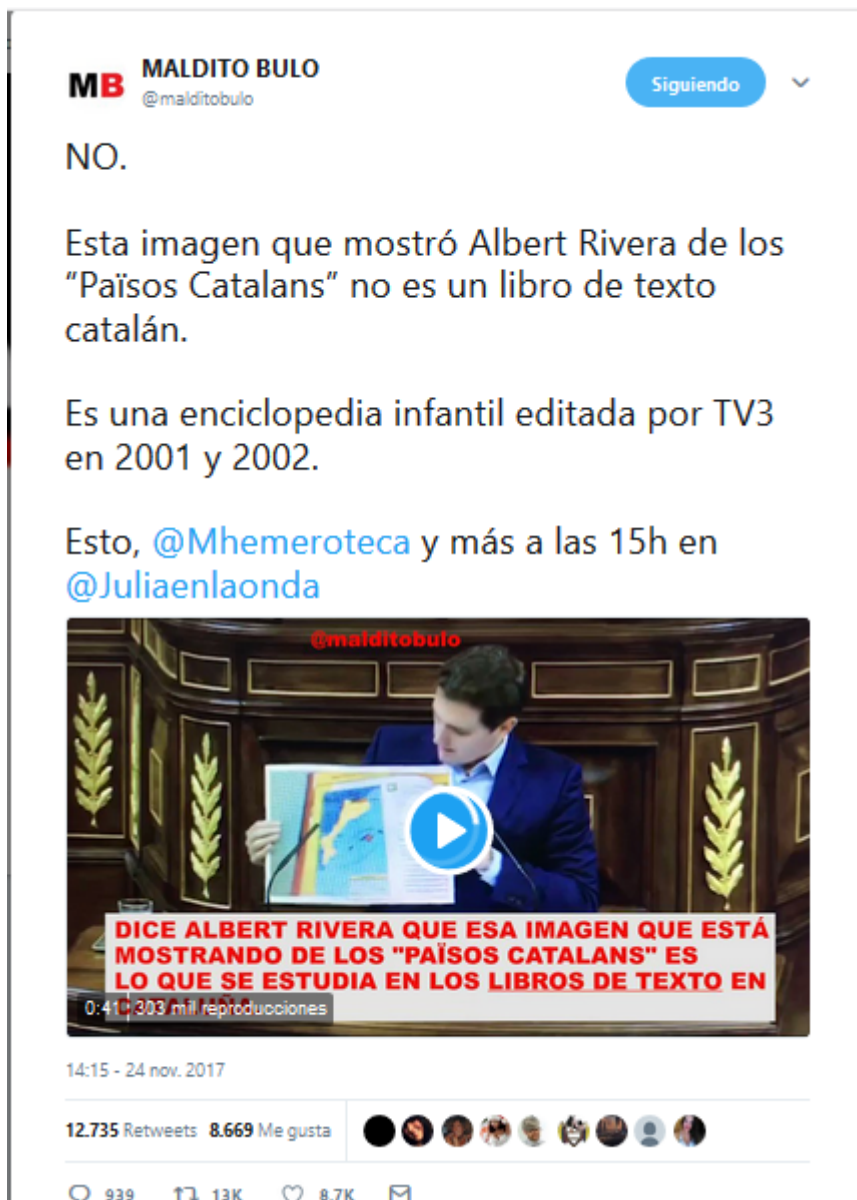 MB
MALDITO BULO
@malditobulo
Siguiendo
NO.
Esta imagen que mostró Albert Rivera de los
“Països Catalans” no es un libro de texto
catalán.
Es una enciclopedia infantil editada por TV3
en 2001 y 2002.
Esto, @Mhemeroteca y más a las 15h en
@Juliaenlaonda
@malditobulo
DICE ALBERT RIVERA QUE ESA IMAGEN QUE ESTÁ
MOSTRANDO DE LOS "PAÏSOS CATALANS" ES
LO QUE SE ESTUDIA EN LOS LIBROS DE TEXTO EN
0:41 303 mil reproducciones
14:15 - 24 nov. 2017
12.735 Retweets 8.669 Me gusta
939 13K 8.7K